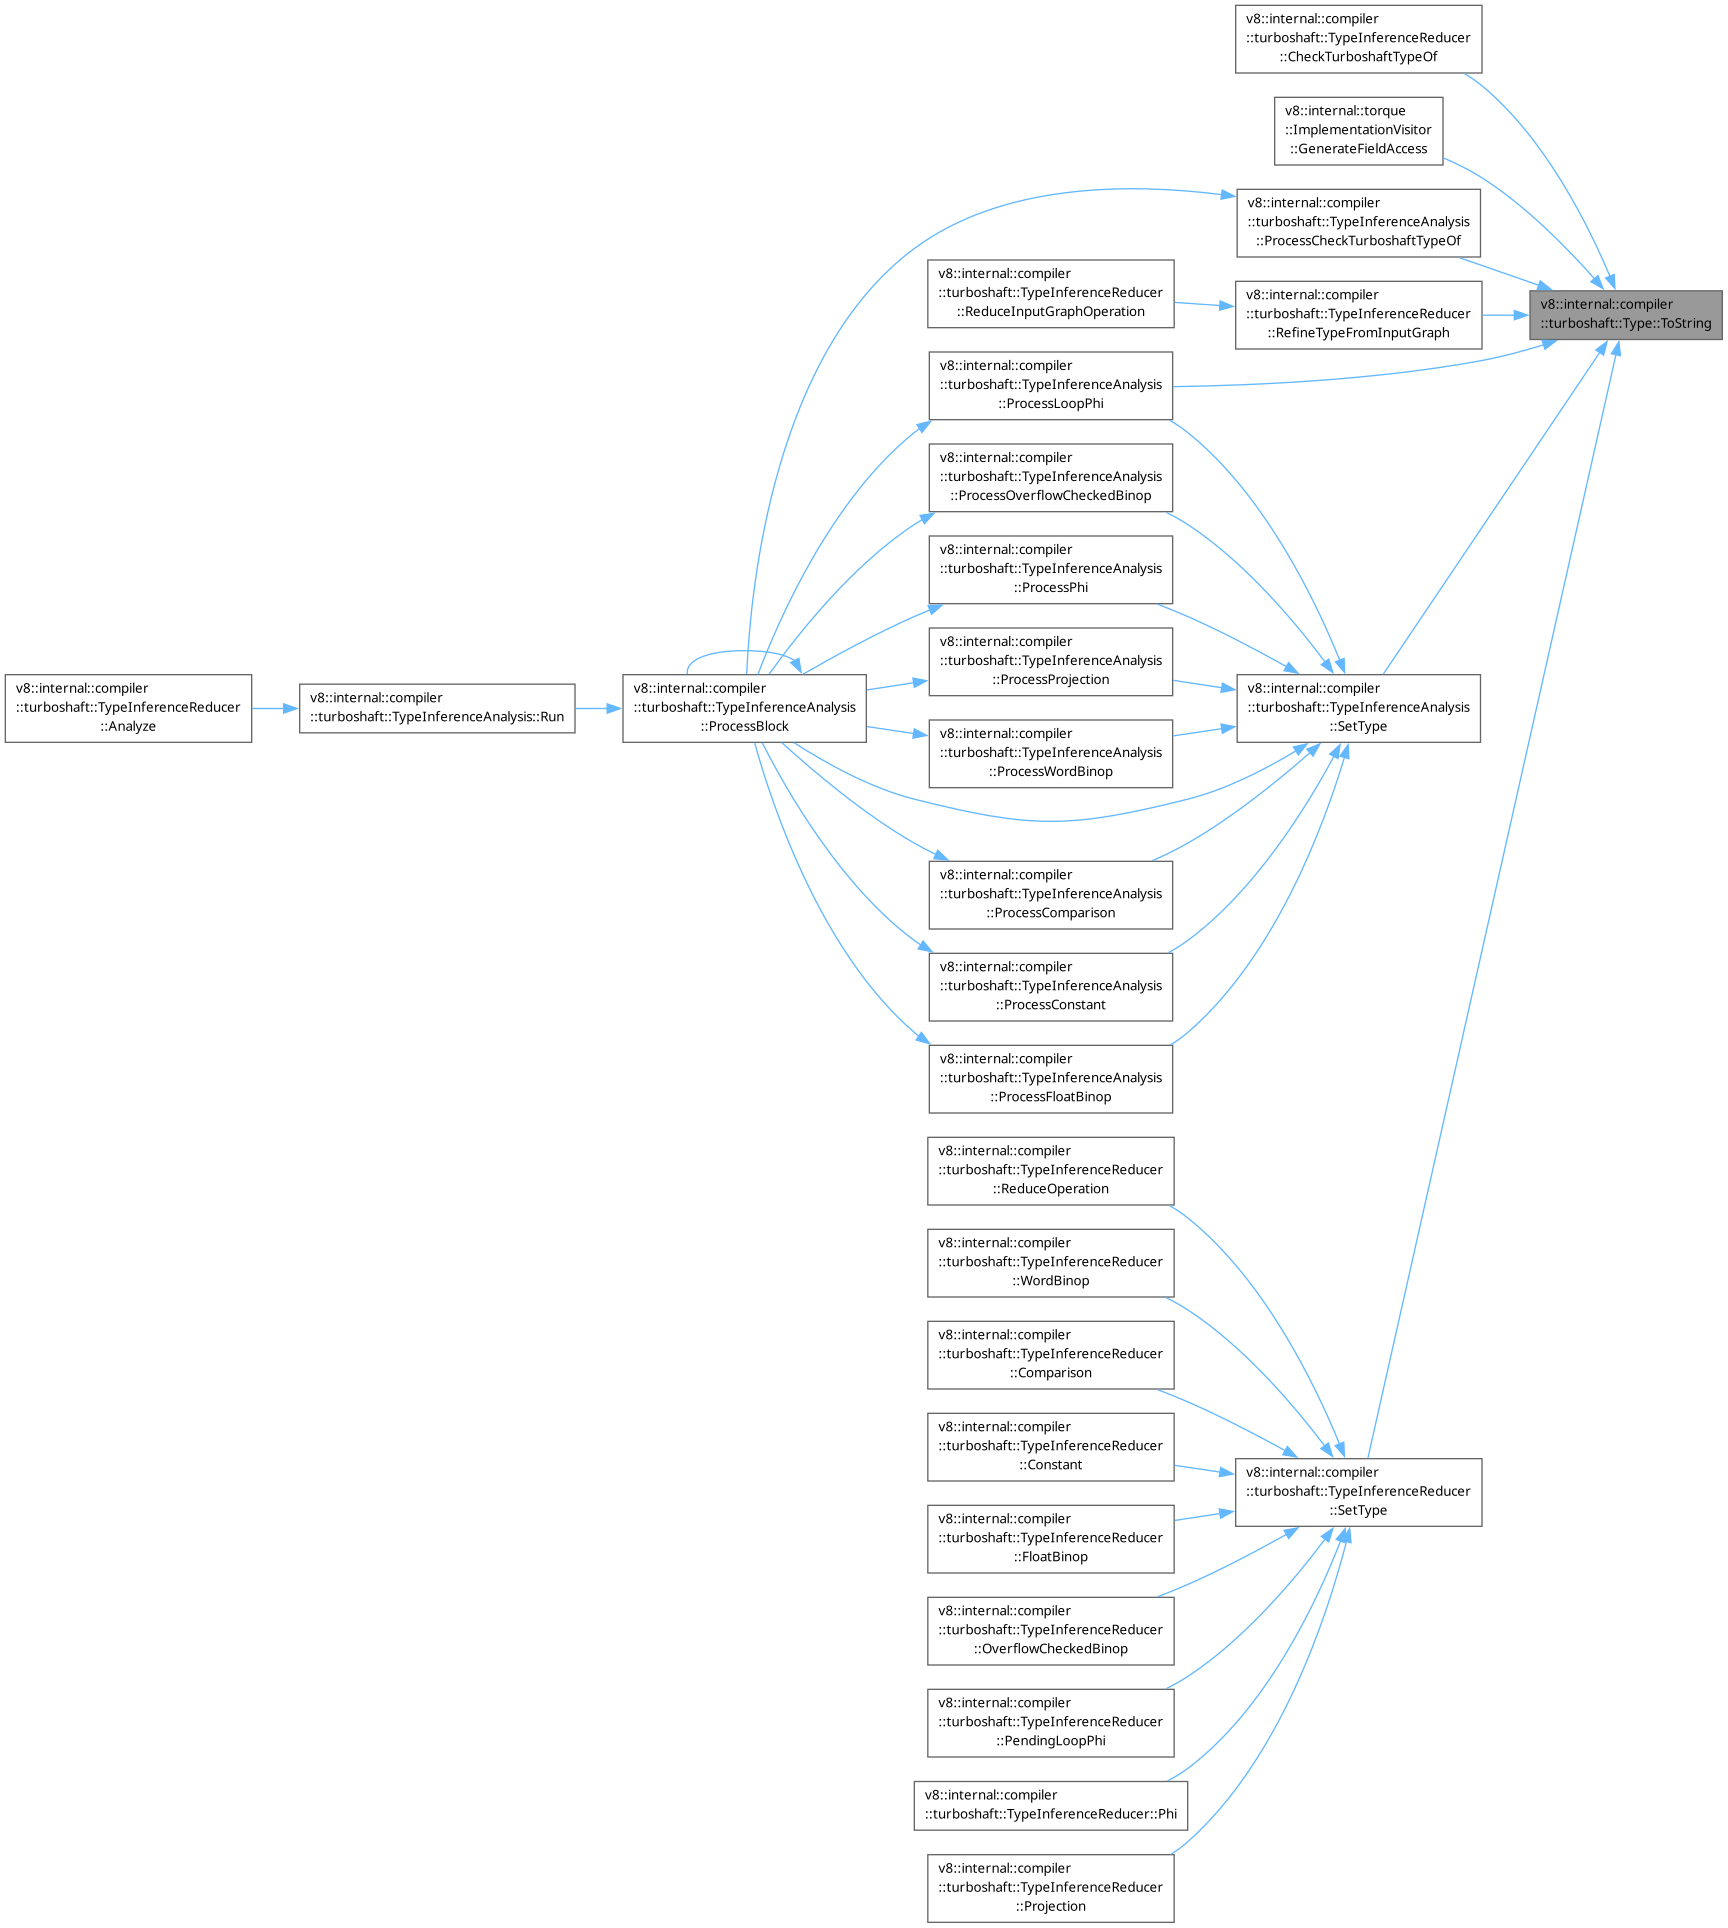 v8::internal::compiler
::turboshaft::TypeInferenceReducer
::CheckTurboshaftTypeOf
v8::internal::torque
::ImplementationVisitor
::GenerateFieldAccess
v8::internal::compiler
::turboshaft::TypeInferenceAnalysis
::ProcessCheckTurboshaftTypeOf
v8::internal::compiler
::turboshaft::TypeInferenceReducer
::ReduceInputGraphOperation
v8::internal::compiler
::turboshaft::TypeInferenceReducer
::RefineTypeFromInputGraph
v8::internal::compiler
::turboshaft::Type::ToString
v8::internal::compiler
::turboshaft::TypeInferenceAnalysis
::ProcessLoopPhi
v8::internal::compiler
::turboshaft::TypeInferenceAnalysis
::ProcessOverflowCheckedBinop
v8::internal::compiler
::turboshaft::TypeInferenceAnalysis
::ProcessPhi
v8::internal::compiler
::turboshaft::TypeInferenceAnalysis
::ProcessProjection
v8::internal::compiler
::turboshaft::TypeInferenceReducer
::Analyze
v8::internal::compiler
::turboshaft::TypeInferenceAnalysis::Run
v8::internal::compiler
::turboshaft::TypeInferenceAnalysis
::ProcessBlock
v8::internal::compiler
::turboshaft::TypeInferenceAnalysis
::ProcessWordBinop
v8::internal::compiler
::turboshaft::TypeInferenceAnalysis
::SetType
v8::internal::compiler
::turboshaft::TypeInferenceAnalysis
::ProcessComparison
v8::internal::compiler
::turboshaft::TypeInferenceAnalysis
::ProcessConstant
v8::internal::compiler
::turboshaft::TypeInferenceAnalysis
::ProcessFloatBinop
v8::internal::compiler
::turboshaft::TypeInferenceReducer
::ReduceOperation
v8::internal::compiler
::turboshaft::TypeInferenceReducer
::WordBinop
v8::internal::compiler
::turboshaft::TypeInferenceReducer
::Comparison
v8::internal::compiler
::turboshaft::TypeInferenceReducer
::Constant
v8::internal::compiler
::turboshaft::TypeInferenceReducer
::SetType
v8::internal::compiler
::turboshaft::TypeInferenceReducer
::FloatBinop
v8::internal::compiler
::turboshaft::TypeInferenceReducer
::OverflowCheckedBinop
v8::internal::compiler
::turboshaft::TypeInferenceReducer
::PendingLoopPhi
v8::internal::compiler
::turboshaft::TypeInferenceReducer::Phi
v8::internal::compiler
::turboshaft::TypeInferenceReducer
::Projection